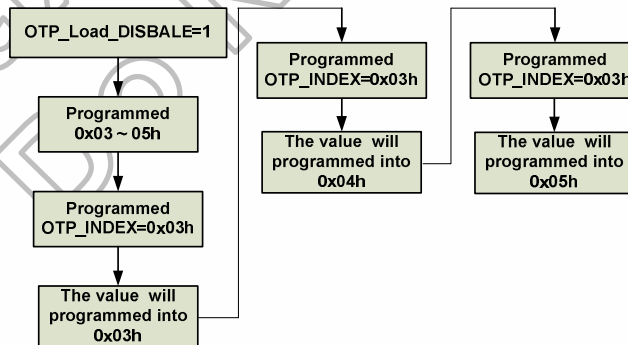 OTP_Load_DISBALE=1
Programmed
0x03 ~ 05h
Programmed
OTP_INDEX=0x03h
The value will
programmed into
0x03h
Programmed
OTP_INDEX=0x03h
The value will
programmed into
0x04h
Programmed
OTP_INDEX=0x03h
The value will
programmed into
0x05h